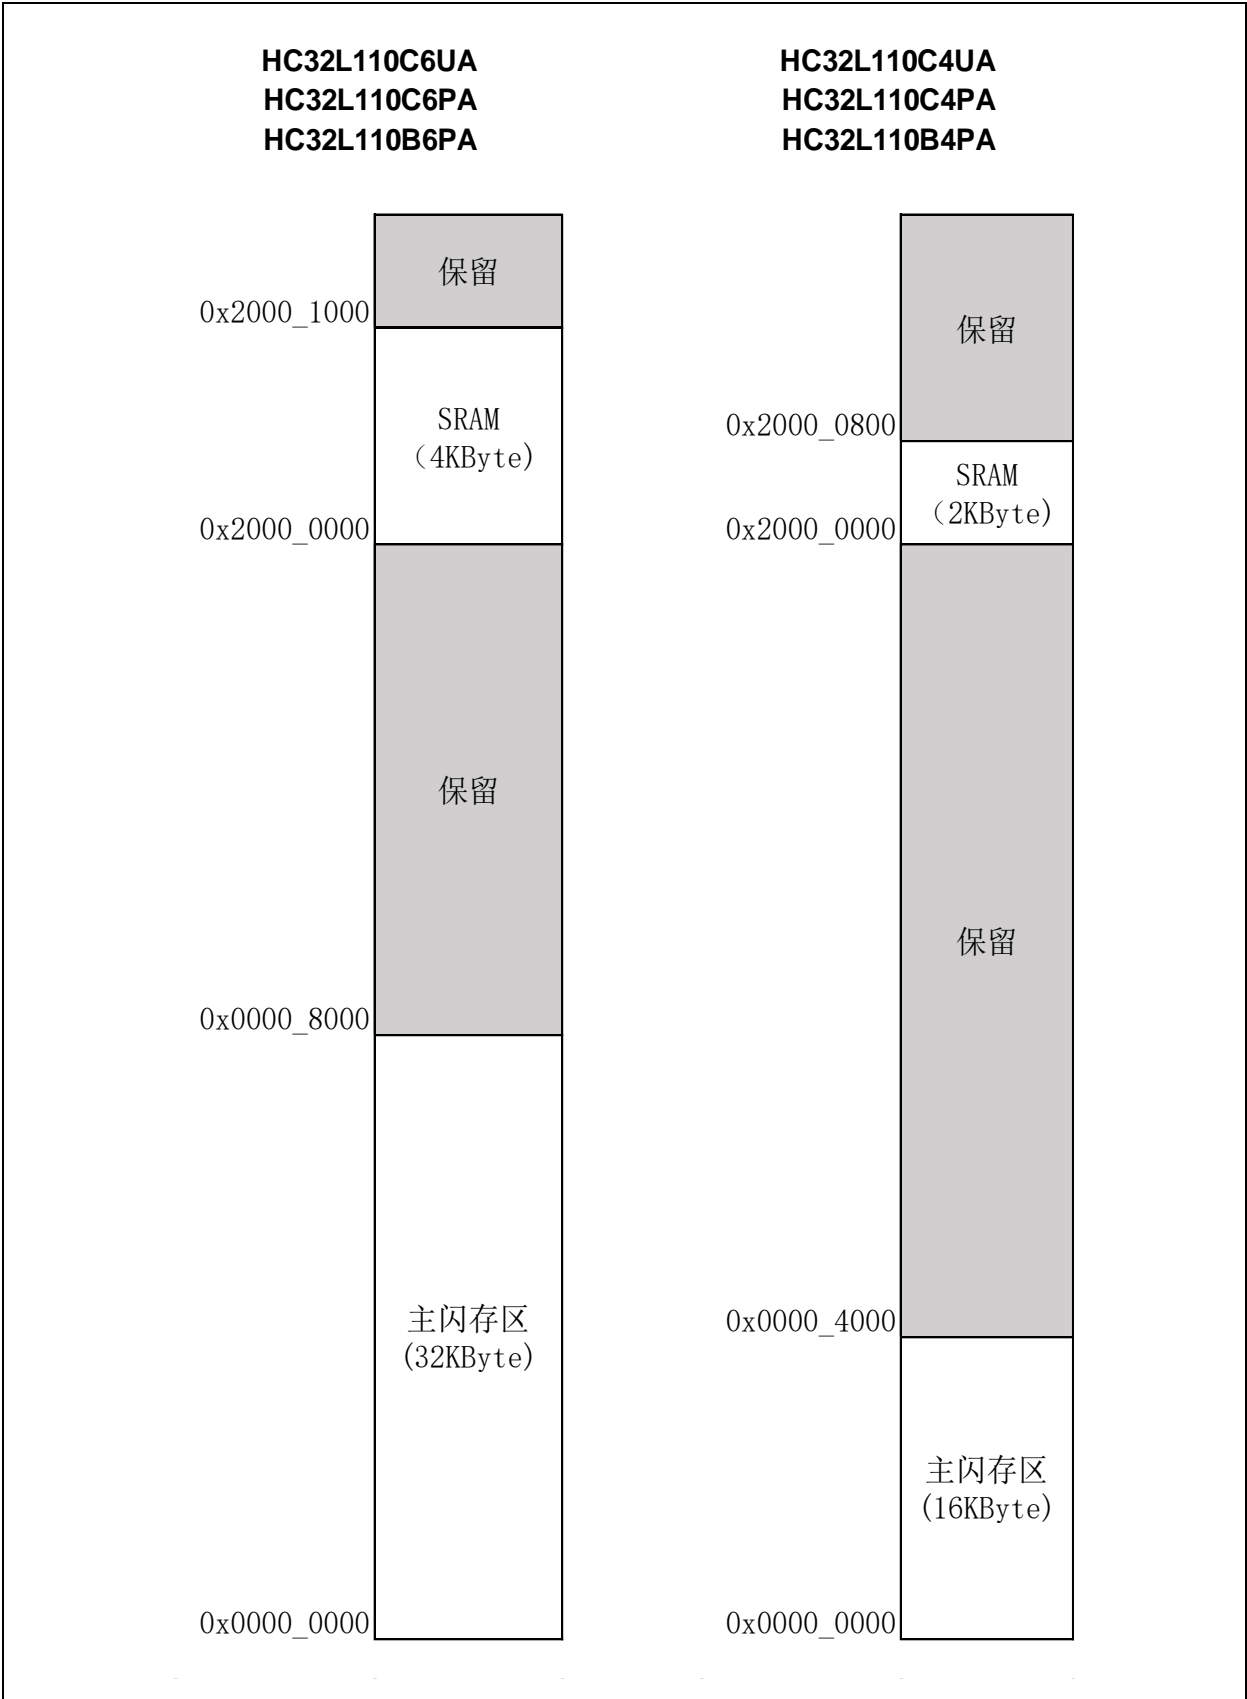 HC32L110C6UA
HC32L110C6PA
HC32L110B6PA
保留
0x2000_1000
SRAM
（4KByte)
0x2000_0000
保留
0x0000_8000
主闪存区
(32KByte)
0x0000_0000
HC32L110C4UA
HC32L110C4PA
HC32L110B4PA
保留
0x2000_0800
SRAM
（2KByte)
0x2000_0000
保留
0x0000_4000
主闪存区
(16KByte)
0x0000_0000